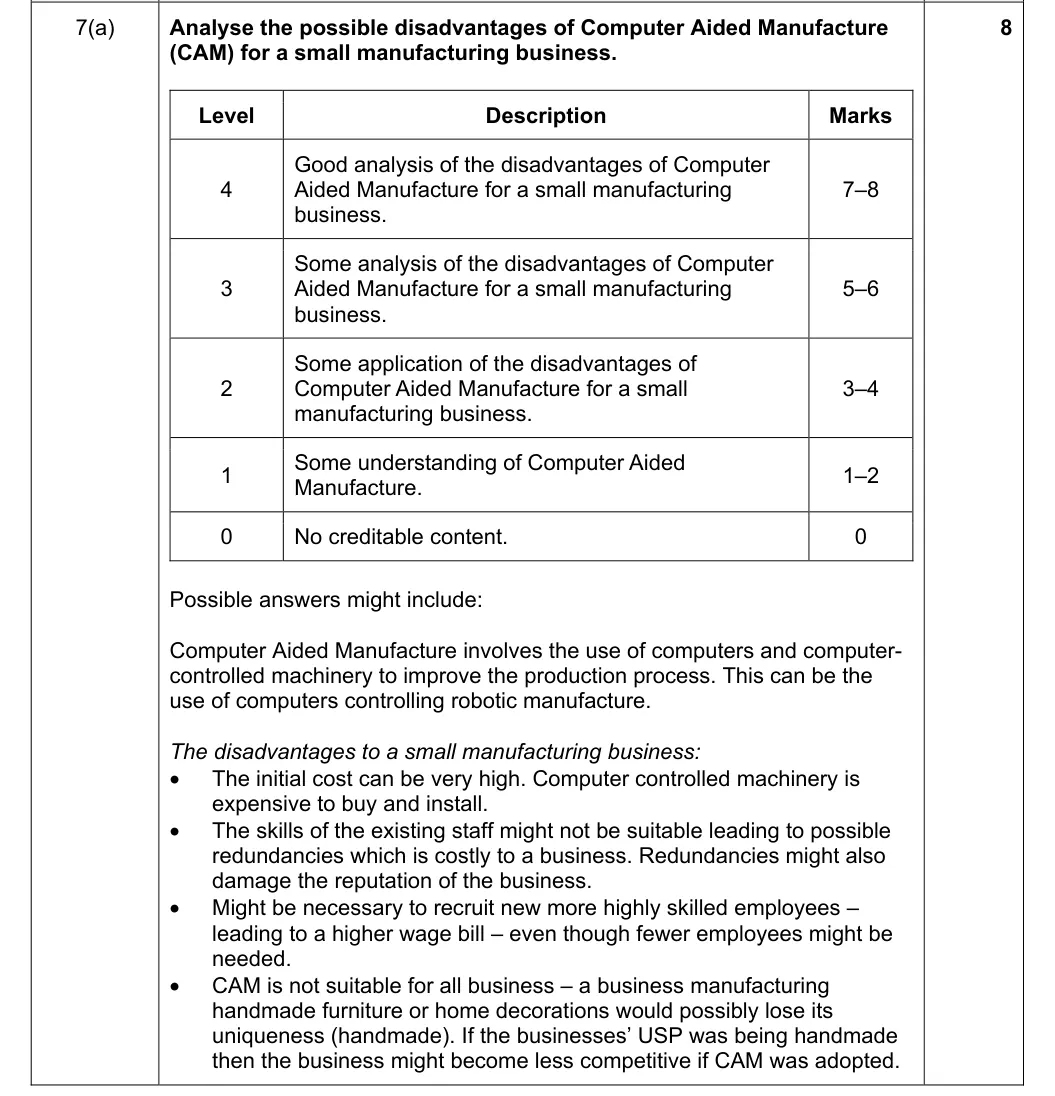 7(a)
Analyse the possible disadvantages of Computer Aided Manufacture
(CAM) for a small manufacturing business.
8
Level
Description
Marks
4
Good analysis of the disadvantages of Computer
Aided Manufacture for a small manufacturing
business.
7–8
3
Some analysis of the disadvantages of Computer
Aided Manufacture for a small manufacturing
business.
5–6
2
Some application of the disadvantages of
Computer Aided Manufacture for a small
manufacturing business.
3–4
1
Some understanding of Computer Aided
Manufacture.
1–2
0
No creditable content.
0
Possible answers might include:
Computer Aided Manufacture involves the use of computers and computer-
controlled machinery to improve the production process. This can be the
use of computers controlling robotic manufacture.
The disadvantages to a small manufacturing business:
• The initial cost can be very high. Computer controlled machinery is
expensive to buy and install.
• The skills of the existing staff might not be suitable leading to possible
redundancies which is costly to a business. Redundancies might also
damage the reputation of the business.
• Might be necessary to recruit new more highly skilled employees –
leading to a higher wage bill – even though fewer employees might be
needed.
• CAM is not suitable for all business – a business manufacturing
handmade furniture or home decorations would possibly lose its
uniqueness (handmade). If the businesses’ USP was being handmade
then the business might become less competitive if CAM was adopted.